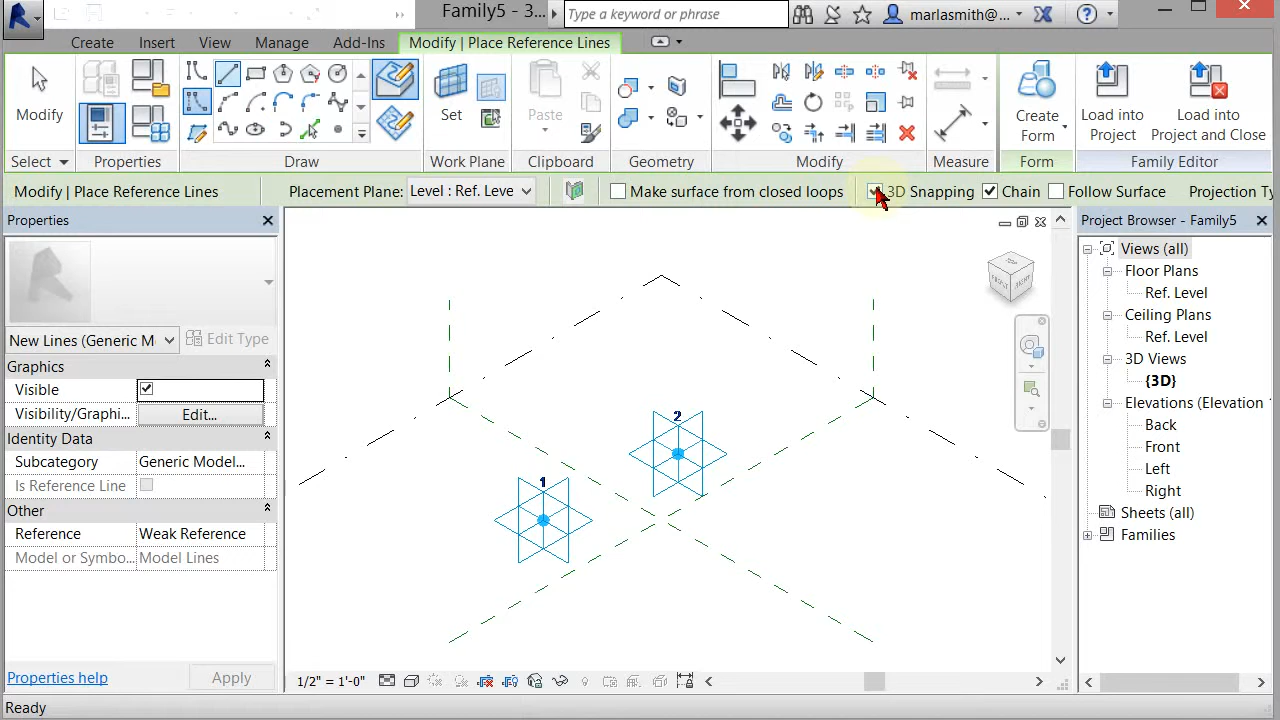 Family5 - 3...
Type a keyword or phrase
marlasmith@...
Create
Insert
View
Manage
Add-Ins
Modify | Place Reference Lines
Modify
Set
Paste
Create Form
Load into Project
Load into Project and Close
Select
Properties
Draw
Work Plane
Clipboard
Geometry
Modify
Measure
Form
Family Editor
Modify | Place Reference Lines
Placement Plane:
Level : Ref. Leve
Make surface from closed loops
3D Snapping
Chain
Follow Surface
Projection Ty
Properties
New Lines (Generic M
Edit Type
Graphics
Visible
Visibility/Graphi...
Edit...
Identity Data
Subcategory
Generic Model...
Is Reference Line
Other
Reference
Weak Reference
Model or Symbo...
Model Lines
Properties help
Apply
1
2
TOP
FRONT
RIGHT
1/2" = 1'-0"
Project Browser - Family5
Views (all)
Floor Plans
Ref. Level
Ceiling Plans
Ref. Level
3D Views
{3D}
Elevations (Elevation
Back
Front
Left
Right
Sheets (all)
Families
Ready